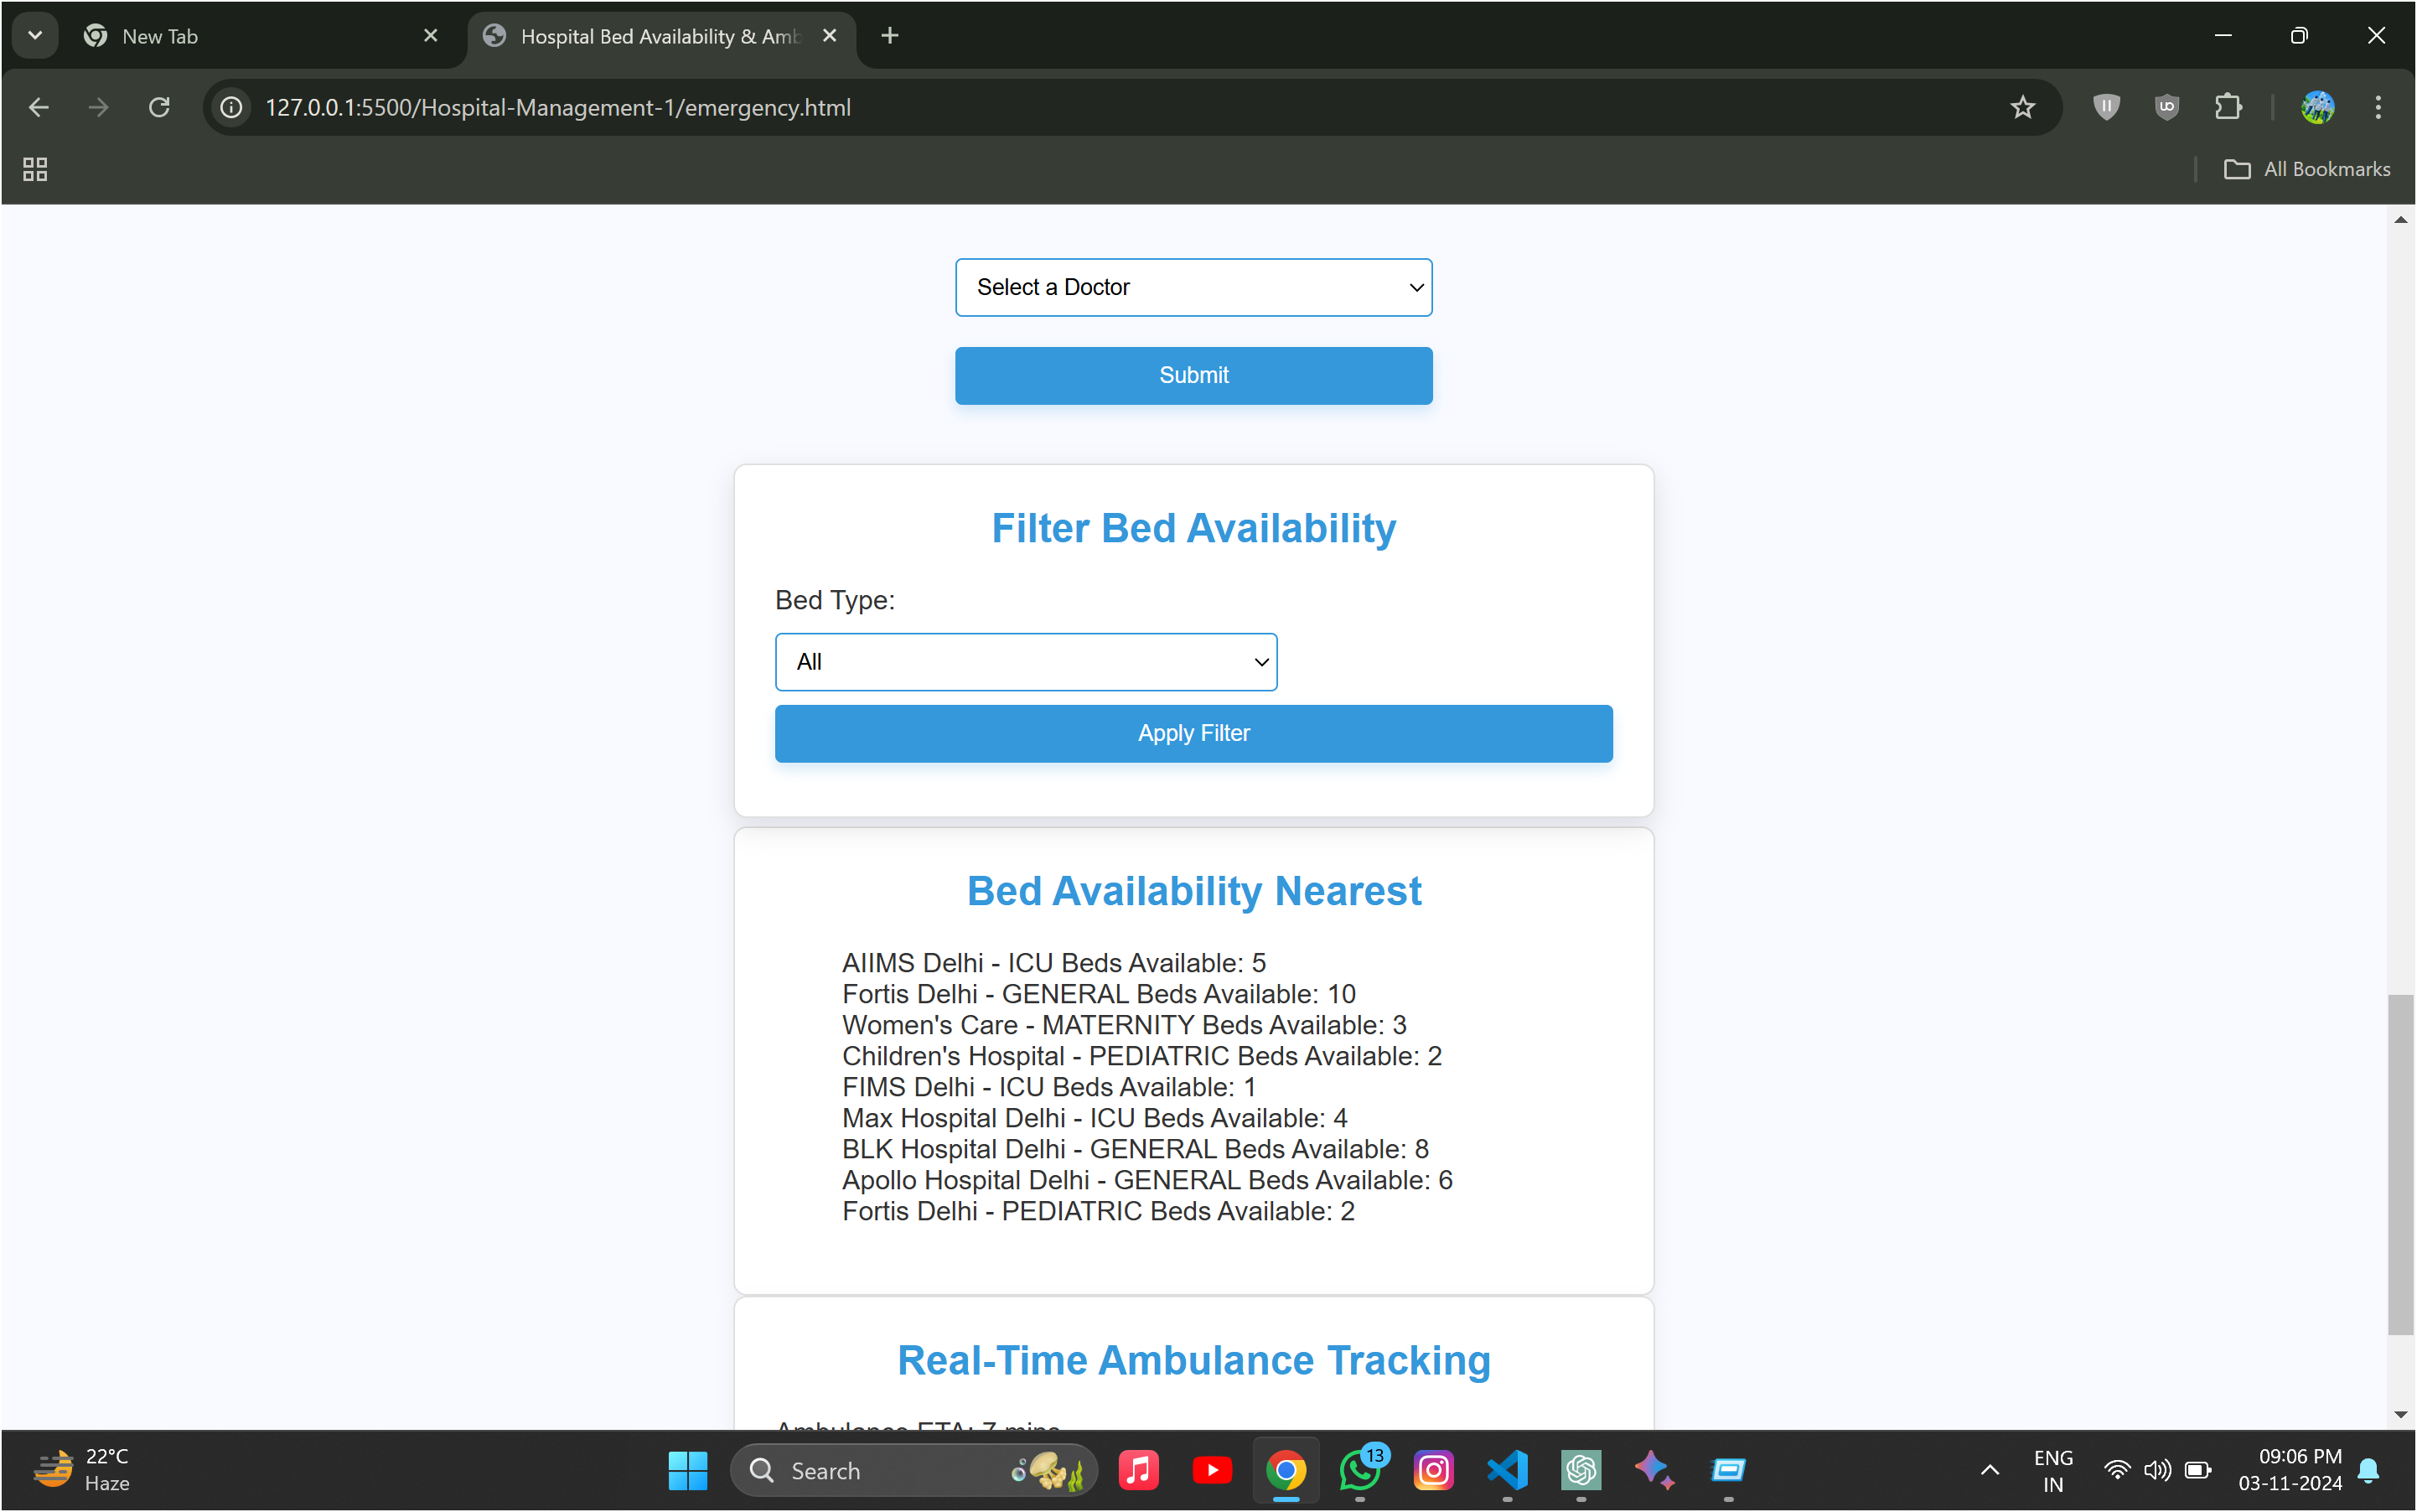 New Tab
Hospital Bed Availability & Amb
127.0.0.1:5500/Hospital-Management-1/emergency.html
All Bookmarks
Select a Doctor
Submit
Filter Bed Availability
Bed Type:
All
Apply Filter
Bed Availability Nearest
AIIMS Delhi - ICU Beds Available: 5
Fortis Delhi - GENERAL Beds Available: 10
Women's Care - MATERNITY Beds Available: 3
Children's Hospital - PEDIATRIC Beds Available: 2
FIMS Delhi - ICU Beds Available: 1
Max Hospital Delhi - ICU Beds Available: 4
BLK Hospital Delhi - GENERAL Beds Available: 8
Apollo Hospital Delhi - GENERAL Beds Available: 6
Fortis Delhi - PEDIATRIC Beds Available: 2
Real-Time Ambulance Tracking
Ambulance ETA: 7 mins
22°C
Haze
Search
13
ENG
IN
09:06 PM
03-11-2024